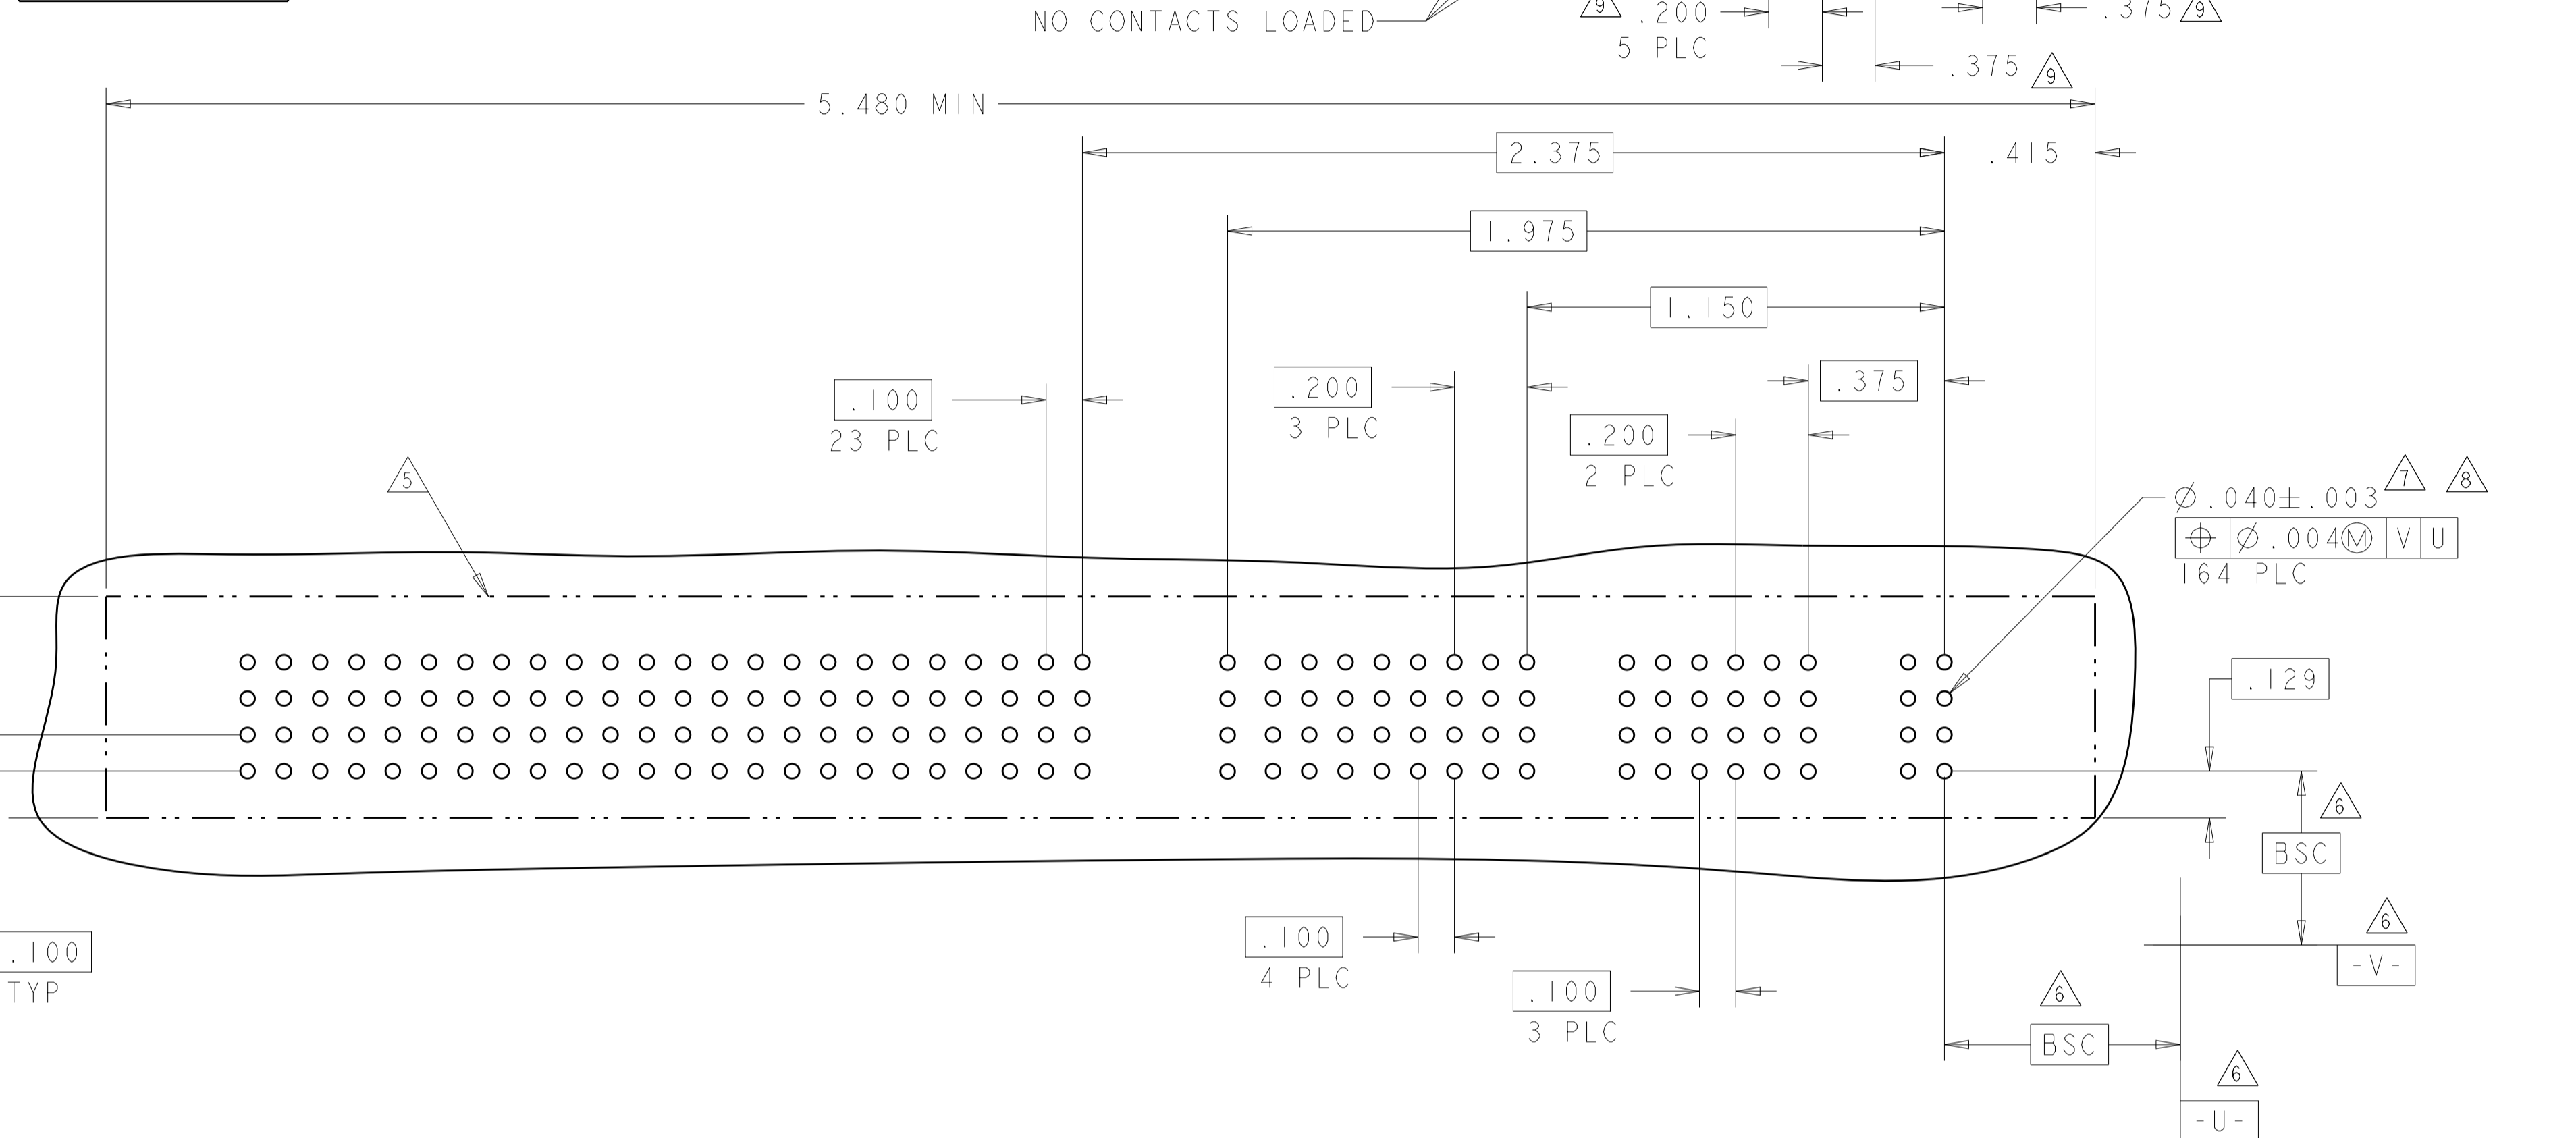 NO CONTACTS LOADED
9 .200
5 PLC
.375 9
.375 9
5.480 MIN
2.375
.415
1.975
1.150
.100
23 PLC
.200
3 PLC
.375
.200
2 PLC
5
Ø.040±.003 7 8
⌖ Ø.004Ⓜ V U
164 PLC
.129
6
BSC
.100
TYP
.100
4 PLC
.100
3 PLC
6
-V-
6
BSC
6
-U-